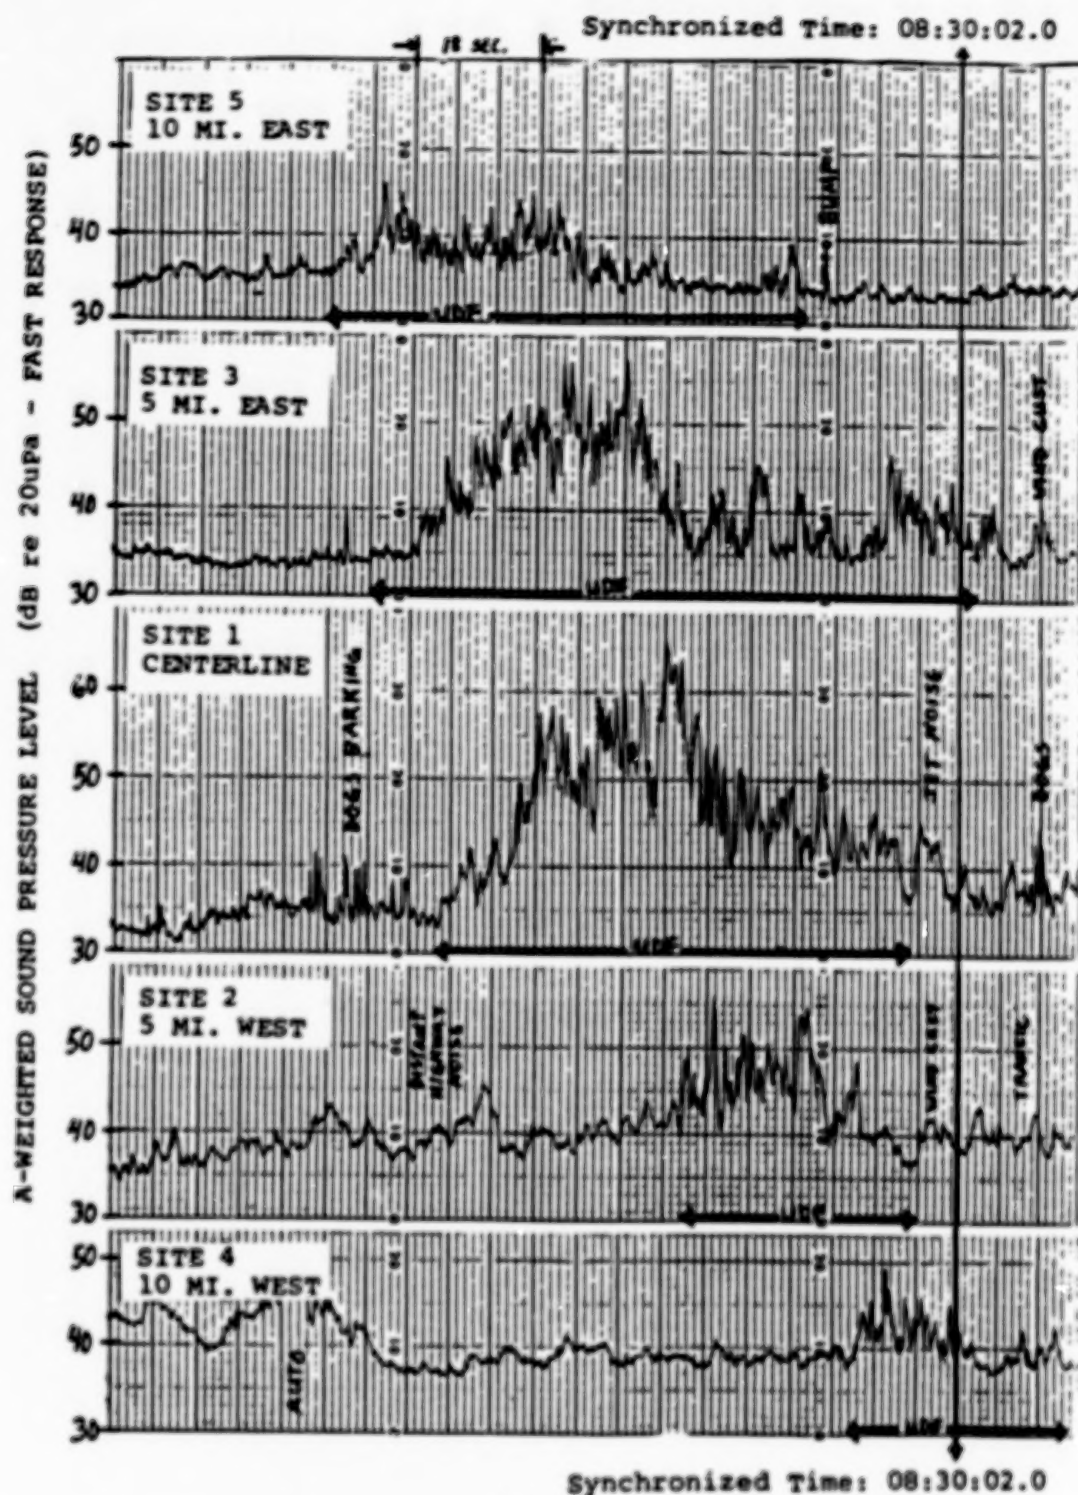 Synchronized Time: 08:30:02.0
18 SEC.
A-WEIGHTED SOUND PRESSURE LEVEL (dB re 20uPa - FAST RESPONSE)
SITE 5
10 MI. EAST
50
40
30
BUMP
UDF
SITE 3
5 MI. EAST
50
40
30
WIND GUST
UDF
SITE 1
CENTERLINE
60
50
40
30
DOGS BARKING
JET NOISE
DOGS
UDF
SITE 2
5 MI. WEST
50
40
30
DISTANT
HIGHWAY
NOISE
WIND GUST
TRAFFIC
UDF
SITE 4
10 MI. WEST
50
40
30
AUTO
UDF
Synchronized Time: 08:30:02.0